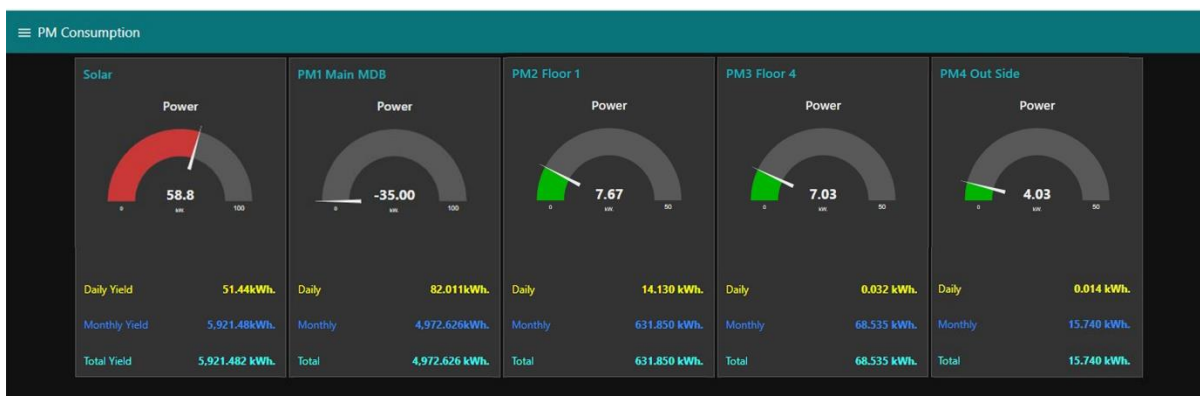 ≡ PM Consumption
Solar
Power
58.8
kW.
0
100
Daily Yield 51.44kWh.
Monthly Yield 5,921.48kWh.
Total Yield 5,921.482 kWh.
PM1 Main MDB
Power
-35.00
kW.
0
100
Daily 82.011kWh.
Monthly 4,972.626kWh.
Total 4,972.626 kWh.
PM2 Floor 1
Power
7.67
kW.
0
50
Daily 14.130 kWh.
Monthly 631.850 kWh.
Total 631.850 kWh.
PM3 Floor 4
Power
7.03
kW.
0
50
Daily 0.032 kWh.
Monthly 68.535 kWh.
Total 68.535 kWh.
PM4 Out Side
Power
4.03
kW.
0
50
Daily 0.014 kWh.
Monthly 15.740 kWh.
Total 15.740 kWh.